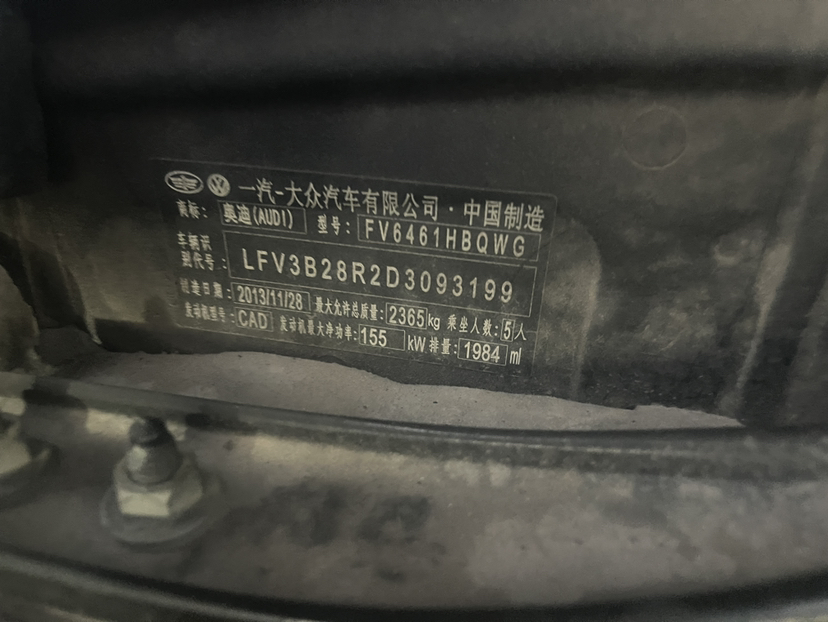 一汽-大众汽车有限公司·中国制造
商标: 奥迪(AUDI) 型号: FV6461HBQWG
车辆识
别代号: LFV3B28R2D3093199
制造日期: 2013/11/28 最大允许总质量: 2365kg 乘坐人数: 5人
发动机型号: CAD 发动机最大净功率: 155 kW 排量: 1984 ml